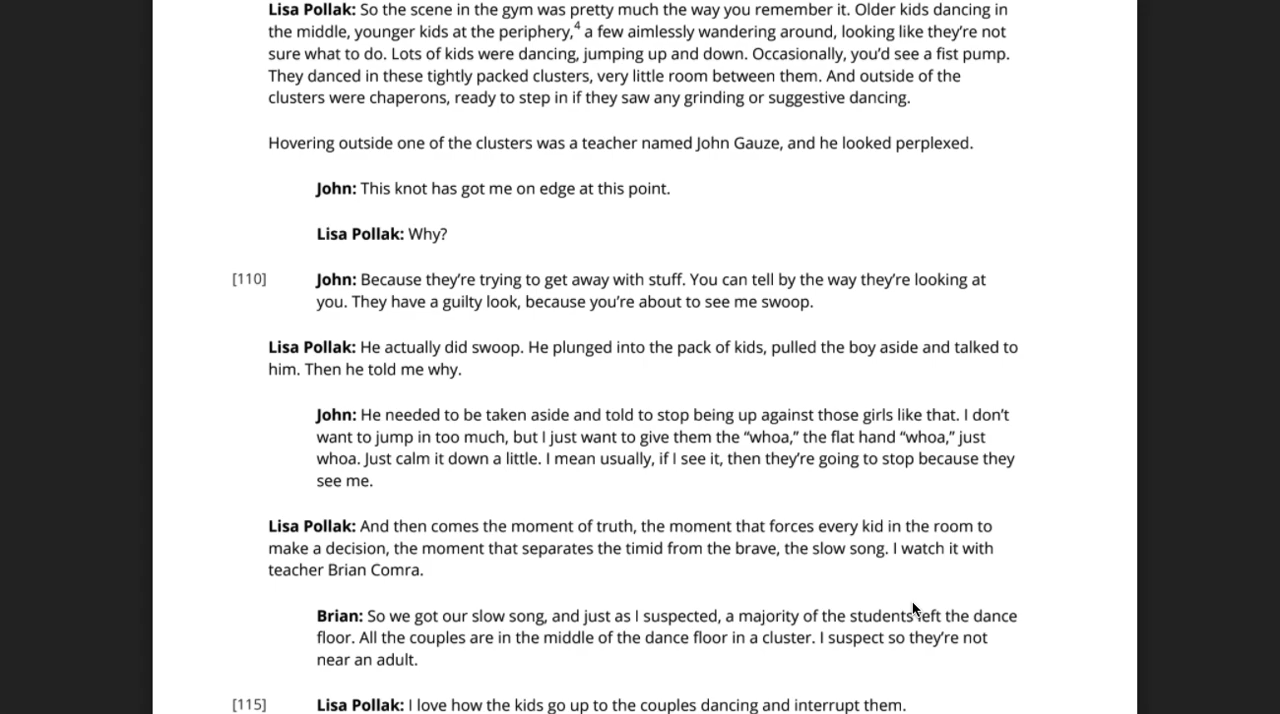 Lisa Pollak: So the scene in the gym was pretty much the way you remember it. Older kids dancing in
the middle, younger kids at the periphery,4 a few aimlessly wandering around, looking like they’re not
sure what to do. Lots of kids were dancing, jumping up and down. Occasionally, you’d see a fist pump.
They danced in these tightly packed clusters, very little room between them. And outside of the
clusters were chaperons, ready to step in if they saw any grinding or suggestive dancing.
Hovering outside one of the clusters was a teacher named John Gauze, and he looked perplexed.
John: This knot has got me on edge at this point.
Lisa Pollak: Why?
[110] John: Because they’re trying to get away with stuff. You can tell by the way they’re looking at
you. They have a guilty look, because you’re about to see me swoop.
Lisa Pollak: He actually did swoop. He plunged into the pack of kids, pulled the boy aside and talked to
him. Then he told me why.
John: He needed to be taken aside and told to stop being up against those girls like that. I don’t
want to jump in too much, but I just want to give them the “whoa,” the flat hand “whoa,” just
whoa. Just calm it down a little. I mean usually, if I see it, then they’re going to stop because they
see me.
Lisa Pollak: And then comes the moment of truth, the moment that forces every kid in the room to
make a decision, the moment that separates the timid from the brave, the slow song. I watch it with
teacher Brian Comra.
Brian: So we got our slow song, and just as I suspected, a majority of the students left the dance
floor. All the couples are in the middle of the dance floor in a cluster. I suspect so they’re not
near an adult.
[115] Lisa Pollak: I love how the kids go up to the couples dancing and interrupt them.